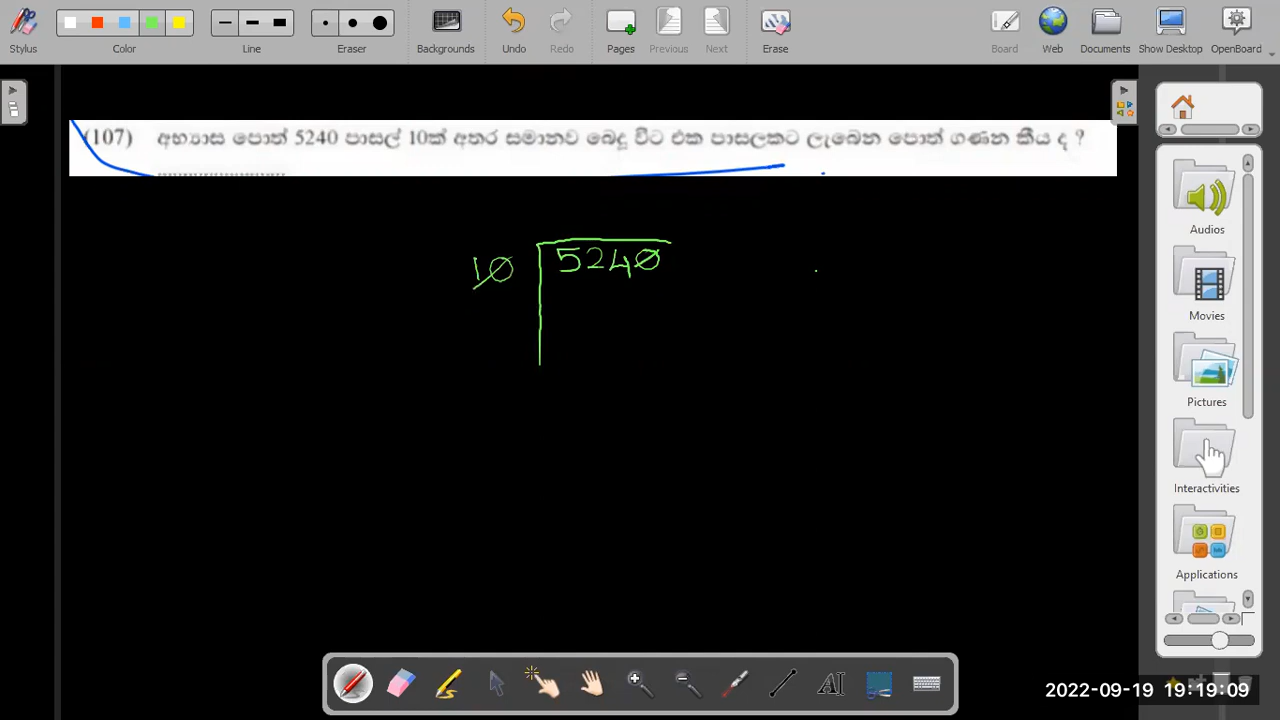 Stylus Color Line Eraser Backgrounds Undo Redo Pages Previous Next Erase Board Web Documents Show Desktop OpenBoard
(107) අභ්‍යාස පොත් 5240 පාසල් 10ක් අතර සමානව බෙදූ විට එක පාසලකට ලැබෙන පොත් ගණන කීය ද ?
10 5240
Audios
Movies
Pictures
Interactivities
Applications
2022-09-19 19:19:09